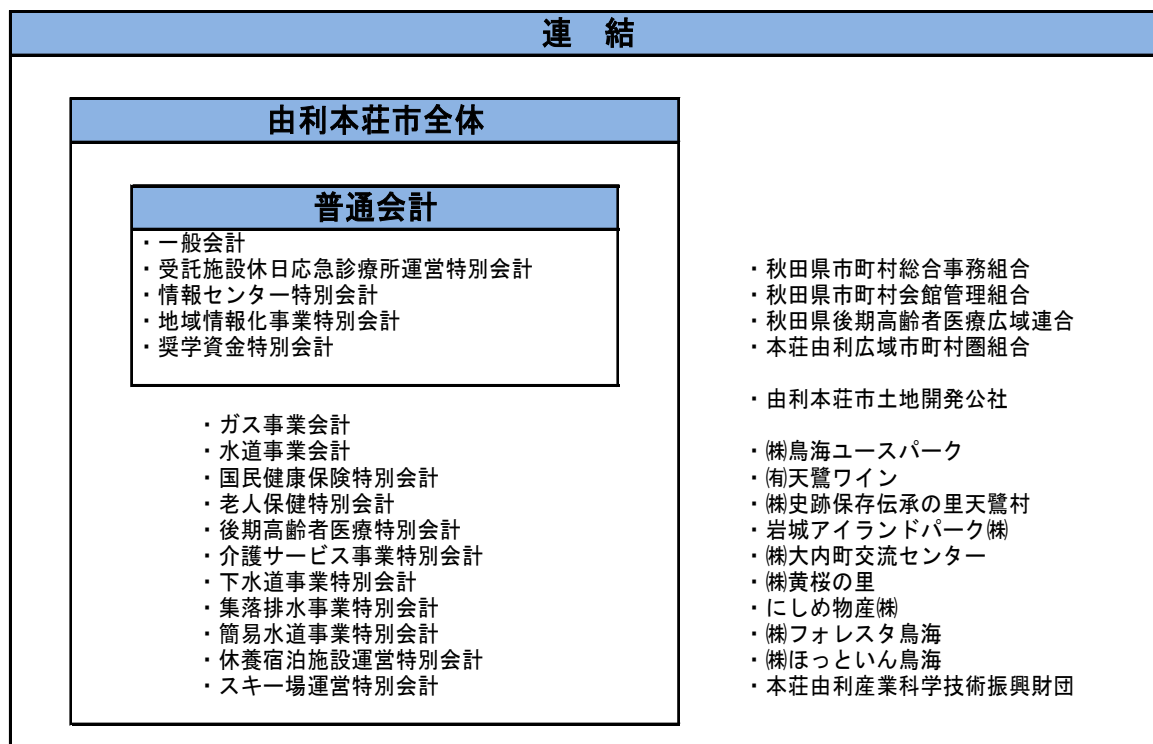 連　結
由利本荘市全体
普通会計
・一般会計
・受託施設休日応急診療所運営特別会計
・情報センター特別会計
・地域情報化事業特別会計
・奨学資金特別会計
・ガス事業会計
・水道事業会計
・国民健康保険特別会計
・老人保健特別会計
・後期高齢者医療特別会計
・介護サービス事業特別会計
・下水道事業特別会計
・集落排水事業特別会計
・簡易水道事業特別会計
・休養宿泊施設運営特別会計
・スキー場運営特別会計
・秋田県市町村総合事務組合
・秋田県市町村会館管理組合
・秋田県後期高齢者医療広域連合
・本荘由利広域市町村圏組合
・由利本荘市土地開発公社
・㈱鳥海ユースパーク
・㈲天鷺ワイン
・㈱史跡保存伝承の里天鷺村
・岩城アイランドパーク㈱
・㈱大内町交流センター
・㈱黄桜の里
・にしめ物産㈱
・㈱フォレスタ鳥海
・㈱ほっといん鳥海
・本荘由利産業科学技術振興財団